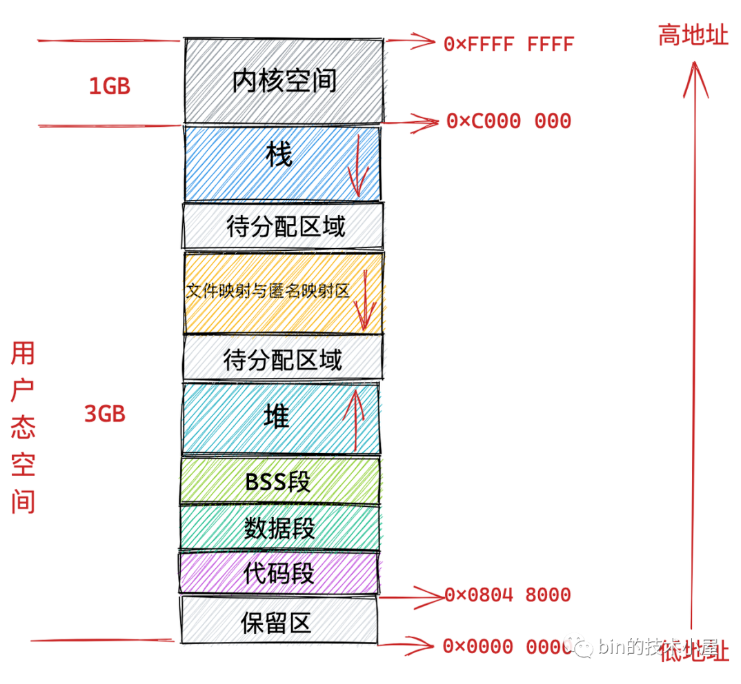 0×FFFF FFFF
高地址
1GB
内核空间
0×C000 000
栈
待分配区域
文件映射与匿名映射区
待分配区域
用户态空间
3GB
堆
BSS段
数据段
代码段
0×0804 8000
保留区
0×0000 000
bin的技术小屋
低地址